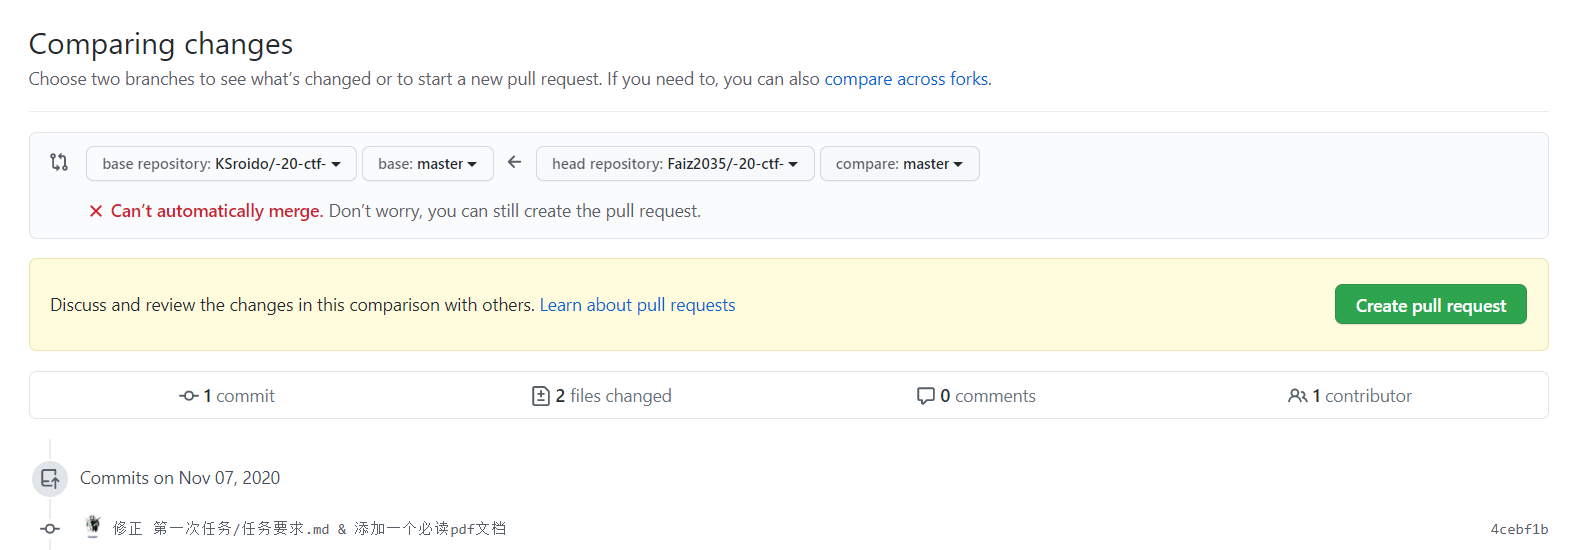 Comparing changes
Choose two branches to see what's changed or to start a new pull request. If you need to, you can also compare across forks.
base repository: KSroido/-20-ctf- base: master head repository: Faiz2035/-20-ctf- compare: master
Can't automatically merge. Don't worry, you can still create the pull request.
Discuss and review the changes in this comparison with others. Learn about pull requests Create pull request
1 commit 2 files changed 0 comments 1 contributor
Commits on Nov 07, 2020
修正 第一次任务/任务要求.md & 添加一个必读pdf文档 4cebf1b